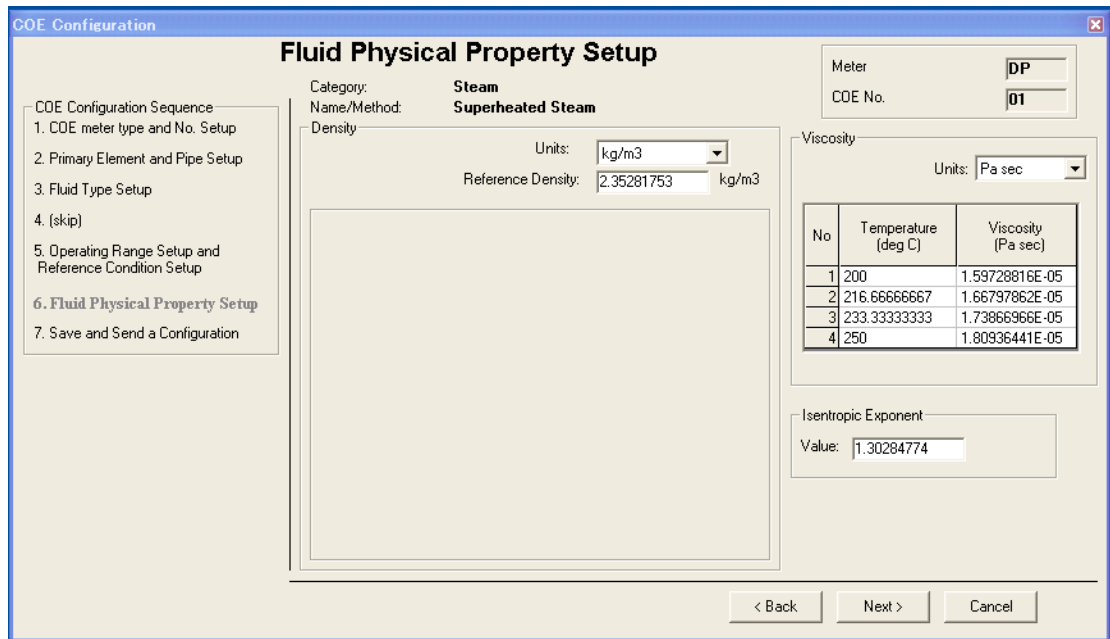 COE Configuration
Fluid Physical Property Setup
Meter DP
COE No. 01
Category: Steam
Name/Method: Superheated Steam
COE Configuration Sequence
1. COE meter type and No. Setup
2. Primary Element and Pipe Setup
3. Fluid Type Setup
4. (skip)
5. Operating Range Setup and
Reference Condition Setup
6. Fluid Physical Property Setup
7. Save and Send a Configuration
Density
Units: kg/m3
Reference Density: 2.35281753 kg/m3
Viscosity
Units: Pa sec
No Temperature (deg C) Viscosity (Pa sec)
1 200 1.59728816E-05
2 216.66666667 1.66797862E-05
3 233.33333333 1.73866966E-05
4 250 1.80936441E-05
Isentropic Exponent
Value: 1.30284774
< Back Next > Cancel